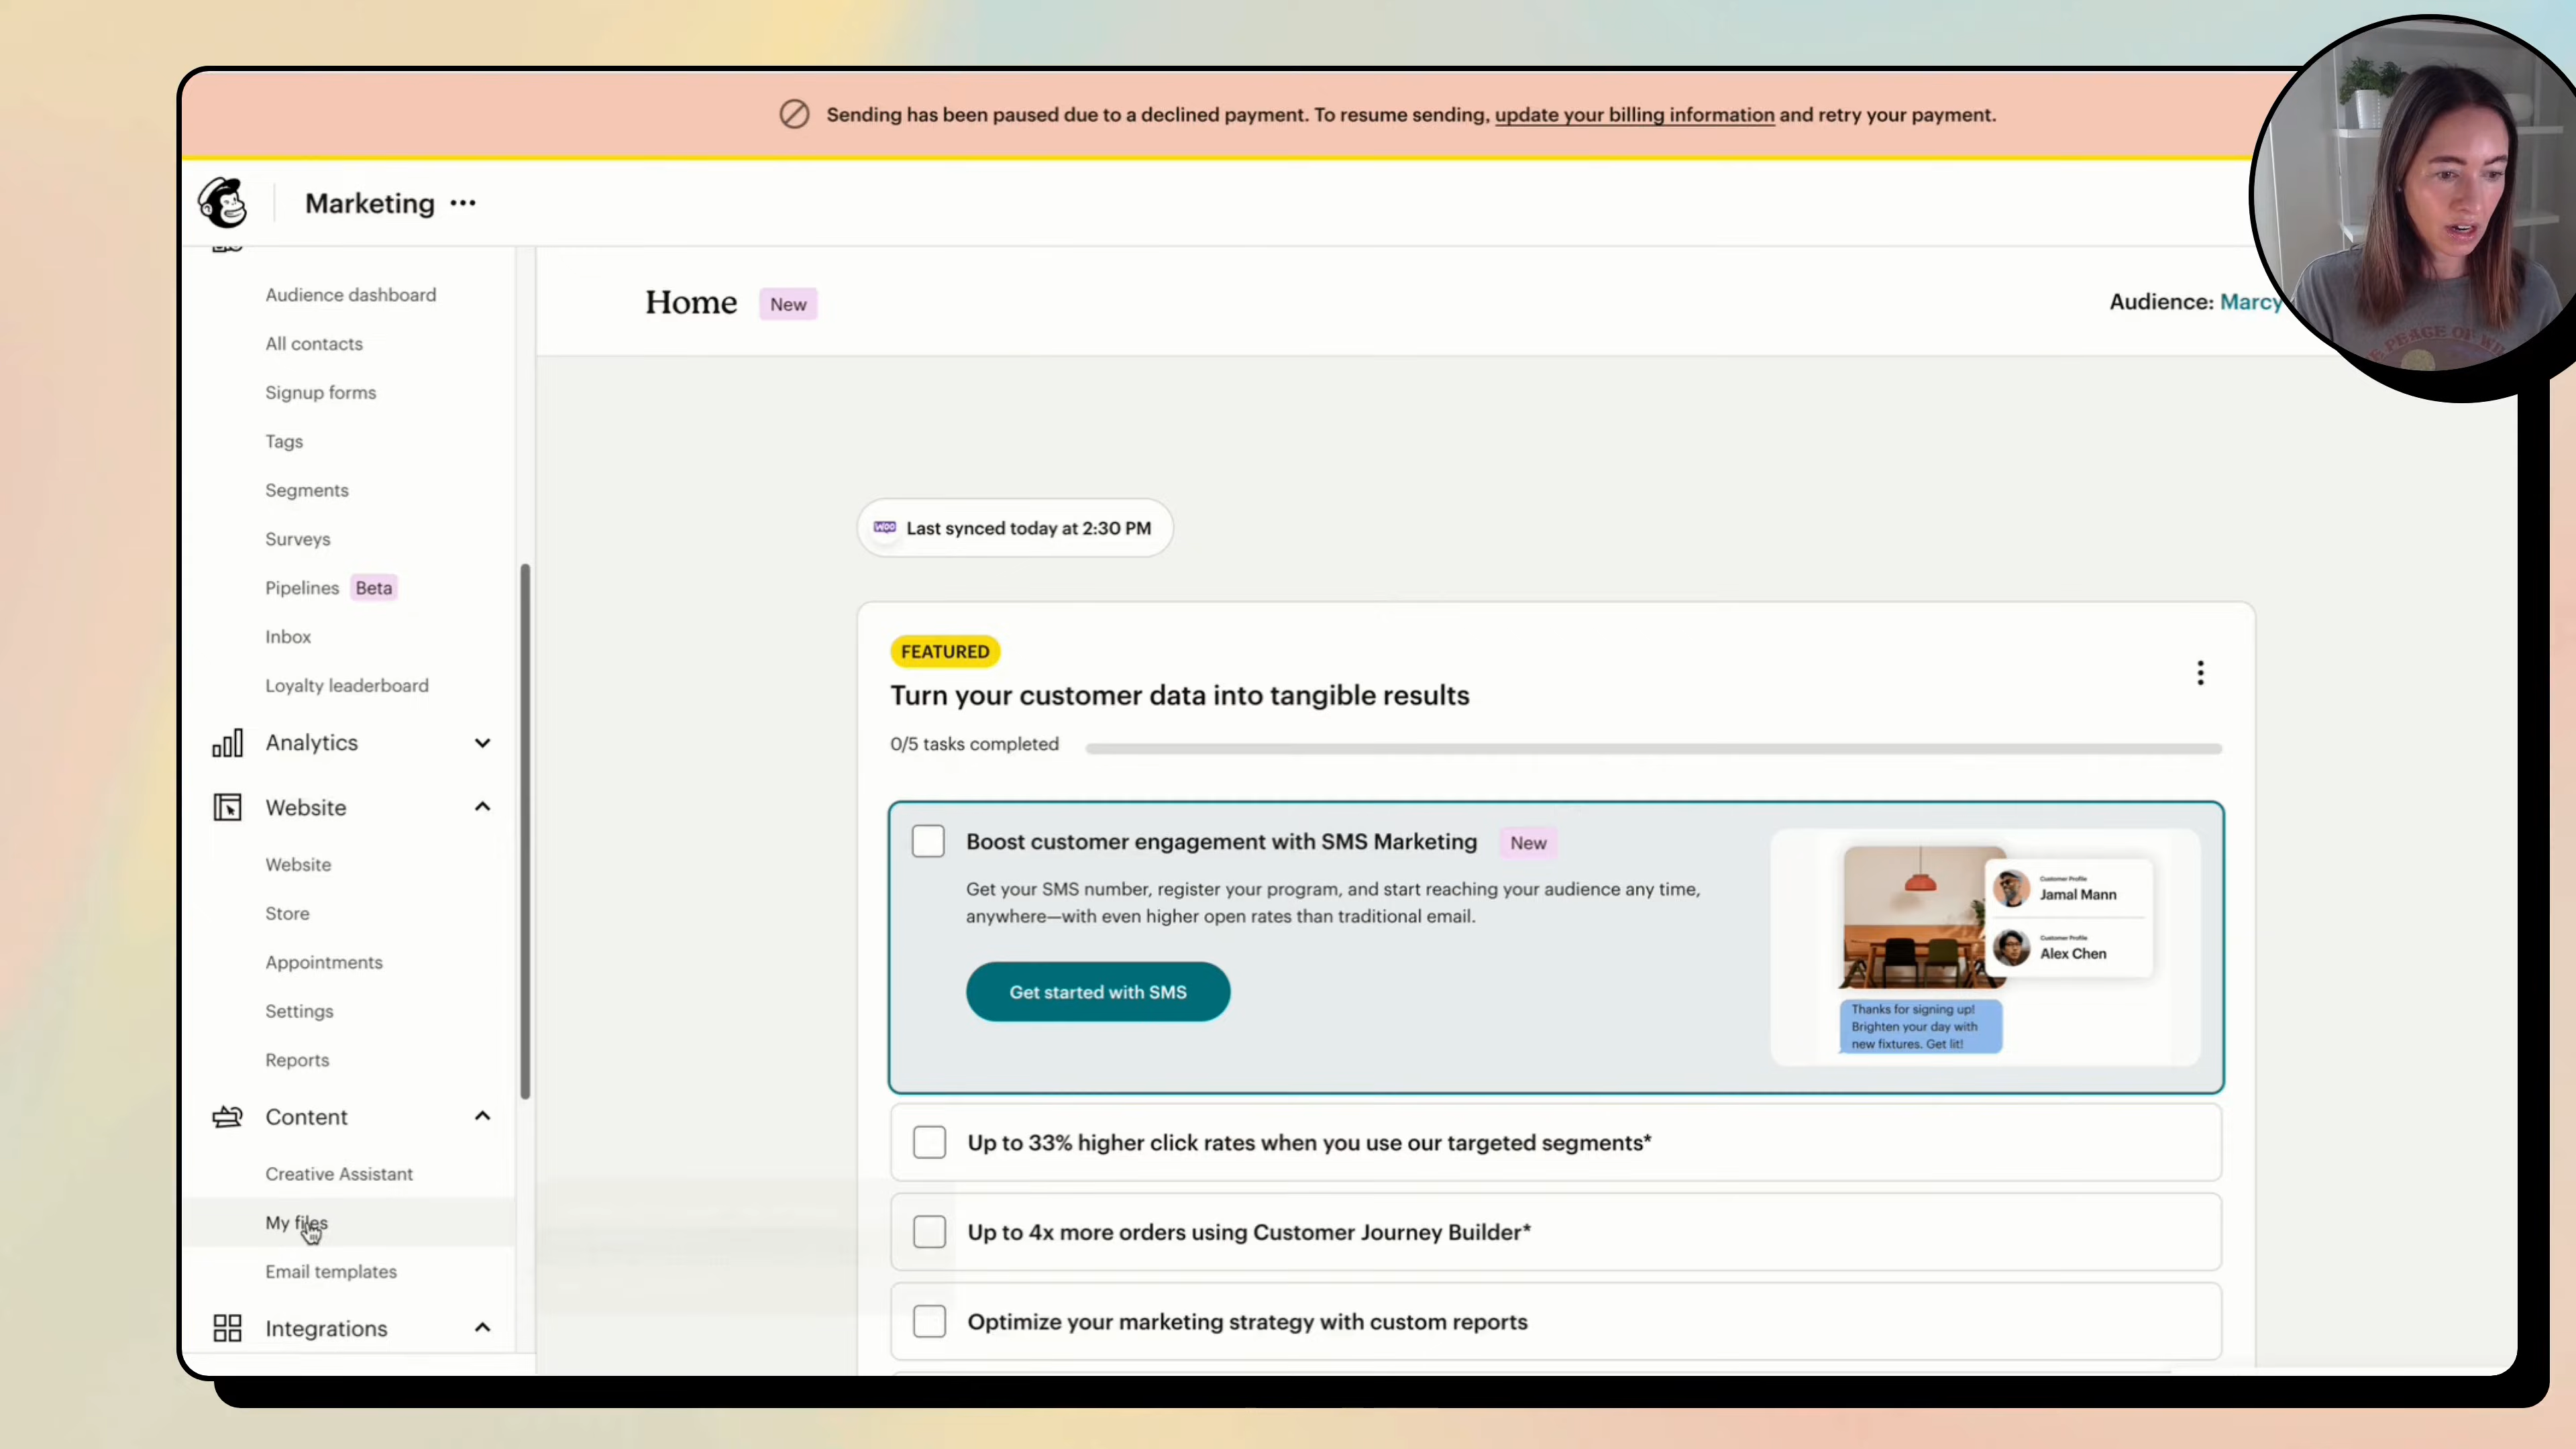 Sending has been paused due to a declined payment. To resume sending, update your billing information and retry your payment.
Marketing
Audience dashboard
All contacts
Signup forms
Tags
Segments
Surveys
Pipelines Beta
Inbox
Loyalty leaderboard
Analytics
Website
Website
Store
Appointments
Settings
Reports
Content
Creative Assistant
My files
Email templates
Integrations
Home New
Audience: Marcy
WOO Last synced today at 2:30 PM
FEATURED
Turn your customer data into tangible results
0/5 tasks completed
Boost customer engagement with SMS Marketing New
Get your SMS number, register your program, and start reaching your audience any time,
anywhere—with even higher open rates than traditional email.
Get started with SMS
Customer Profile
Jamal Mann
Customer Profile
Alex Chen
Thanks for signing up!
Brighten your day with
new fixtures. Get lit!
Up to 33% higher click rates when you use our targeted segments*
Up to 4x more orders using Customer Journey Builder*
Optimize your marketing strategy with custom reports
PEACE OF